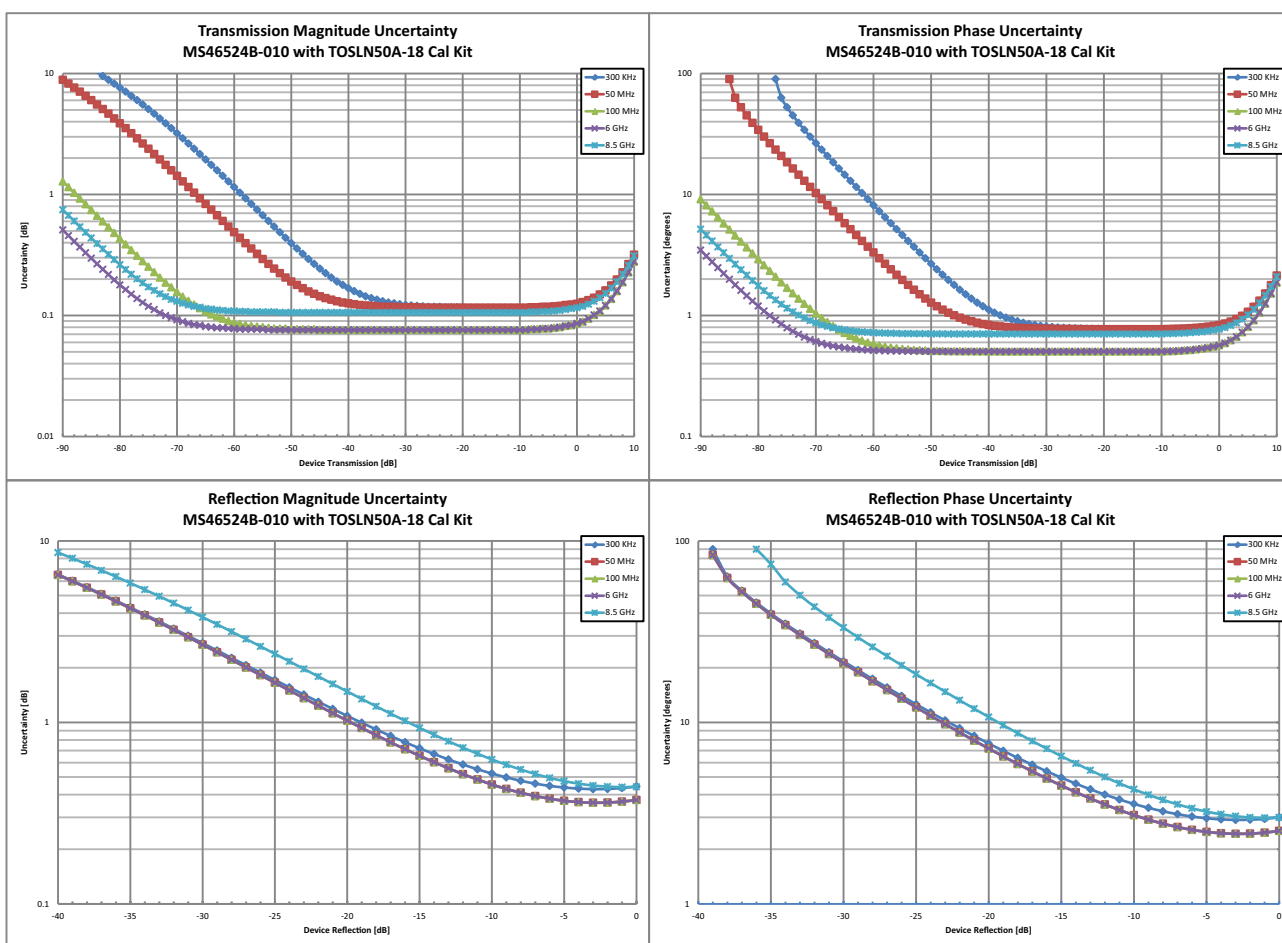 Transmission Magnitude Uncertainty
MS46524B-010 with TOSLN50A-18 Cal Kit
10
1
0.1
0.01
Uncertainty [dB]
-90 -80 -70 -60 -50 -40 -30 -20 -10 0 10
Device Transmission [dB]
300 KHz
50 MHz
100 MHz
6 GHz
8.5 GHz
Transmission Phase Uncertainty
MS46524B-010 with TOSLN50A-18 Cal Kit
100
10
1
0.1
Uncertainty [degrees]
-90 -80 -70 -60 -50 -40 -30 -20 -10 0 10
Device Transmission [dB]
300 KHz
50 MHz
100 MHz
6 GHz
8.5 GHz
Reflection Magnitude Uncertainty
MS46524B-010 with TOSLN50A-18 Cal Kit
10
1
0.1
Uncertainty [dB]
-40 -35 -30 -25 -20 -15 -10 -5 0
Device Reflection [dB]
300 KHz
50 MHz
100 MHz
6 GHz
8.5 GHz
Reflection Phase Uncertainty
MS46524B-010 with TOSLN50A-18 Cal Kit
100
10
1
Uncertainty [degrees]
-40 -35 -30 -25 -20 -15 -10 -5 0
Device Reflection [dB]
300 KHz
50 MHz
100 MHz
6 GHz
8.5 GHz